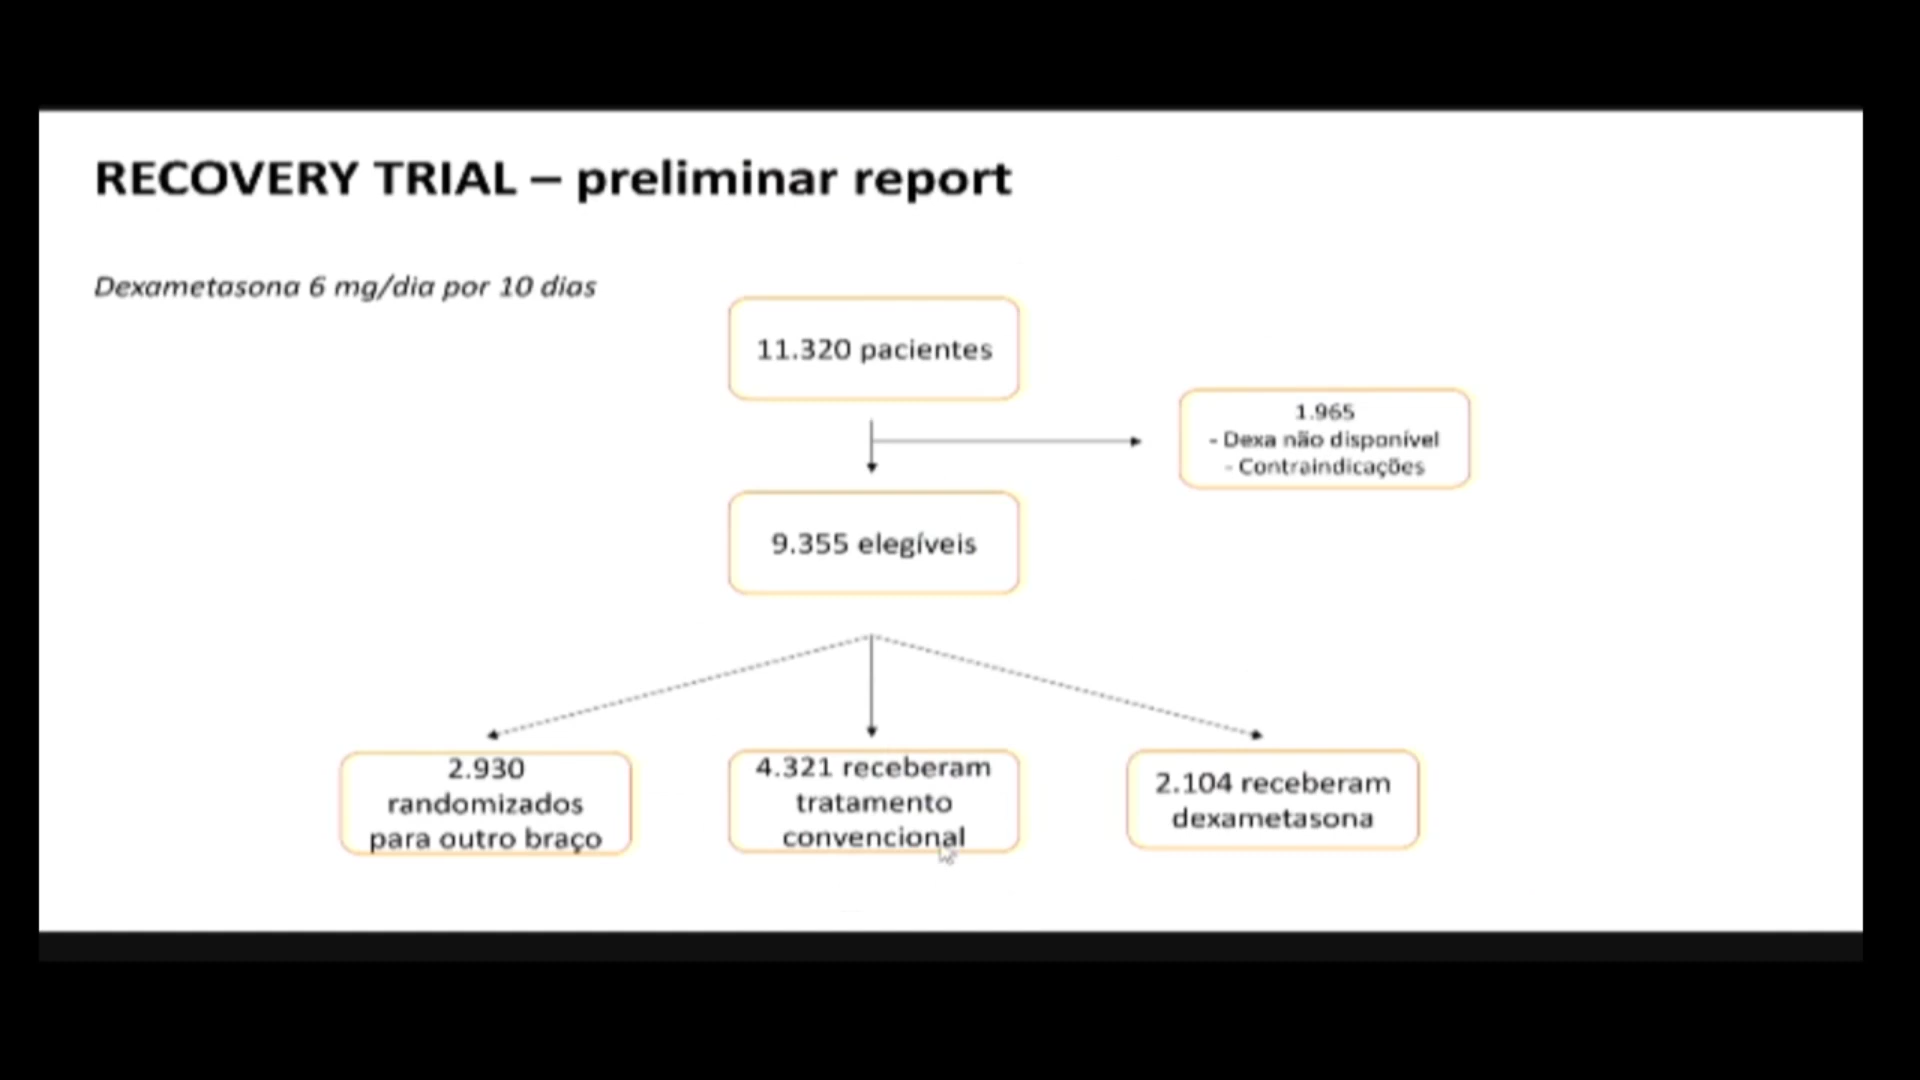 RECOVERY TRIAL – preliminar report
Dexametasona 6 mg/dia por 10 dias
11.320 pacientes
1.965
- Dexa não disponível
- Contraindicações
9.355 elegíveis
2.930
randomizados
para outro braço
4.321 receberam
tratamento
convencional
2.104 receberam
dexametasona